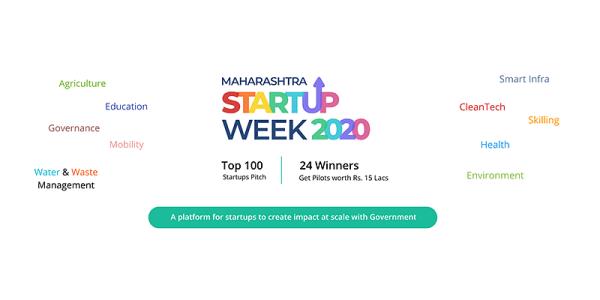 Agriculture
Education
Governance
Mobility
Water & Waste
Management
MAHARASHTRA
STARTUP
WEEK 2020
Top 100
Startups Pitch
24 Winners
Get Pilots worth Rs. 15 Lacs
Smart Infra
CleanTech
Skilling
Health
Environment
A platform for startups to create impact at scale with Government